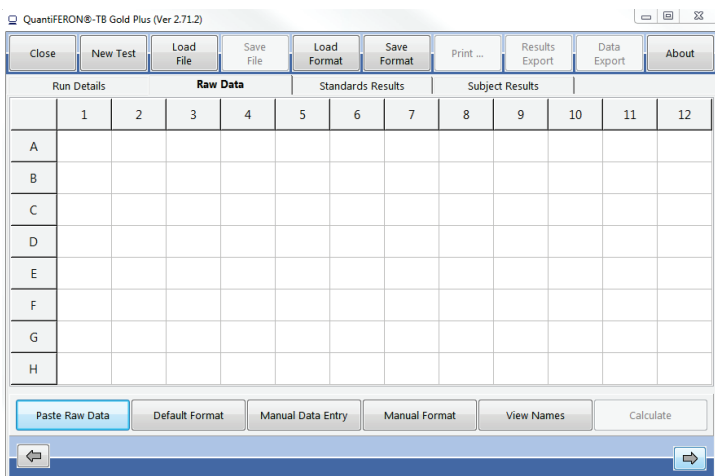 QuantiFERON®-TB Gold Plus (Ver 2.71.2)
Close New Test Load File Save File Load Format Save Format Print ... Results Export Data Export About
Run Details Raw Data Standards Results Subject Results
1 2 3 4 5 6 7 8 9 10 11 12
A
B
C
D
E
F
G
H
Paste Raw Data Default Format Manual Data Entry Manual Format View Names Calculate